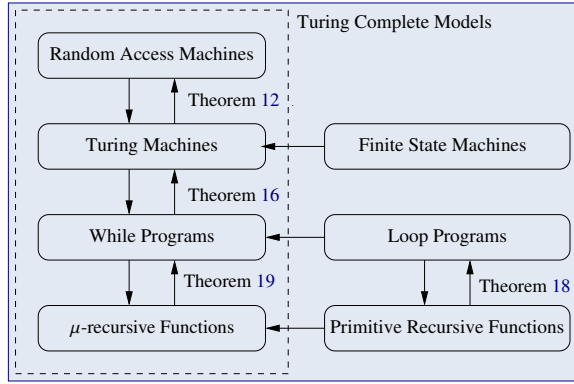 Turing Complete Models
Random Access Machines
Theorem 12
Turing Machines
Finite State Machines
Theorem 16
While Programs
Loop Programs
Theorem 19
Theorem 18
μ-recursive Functions
Primitive Recursive Functions